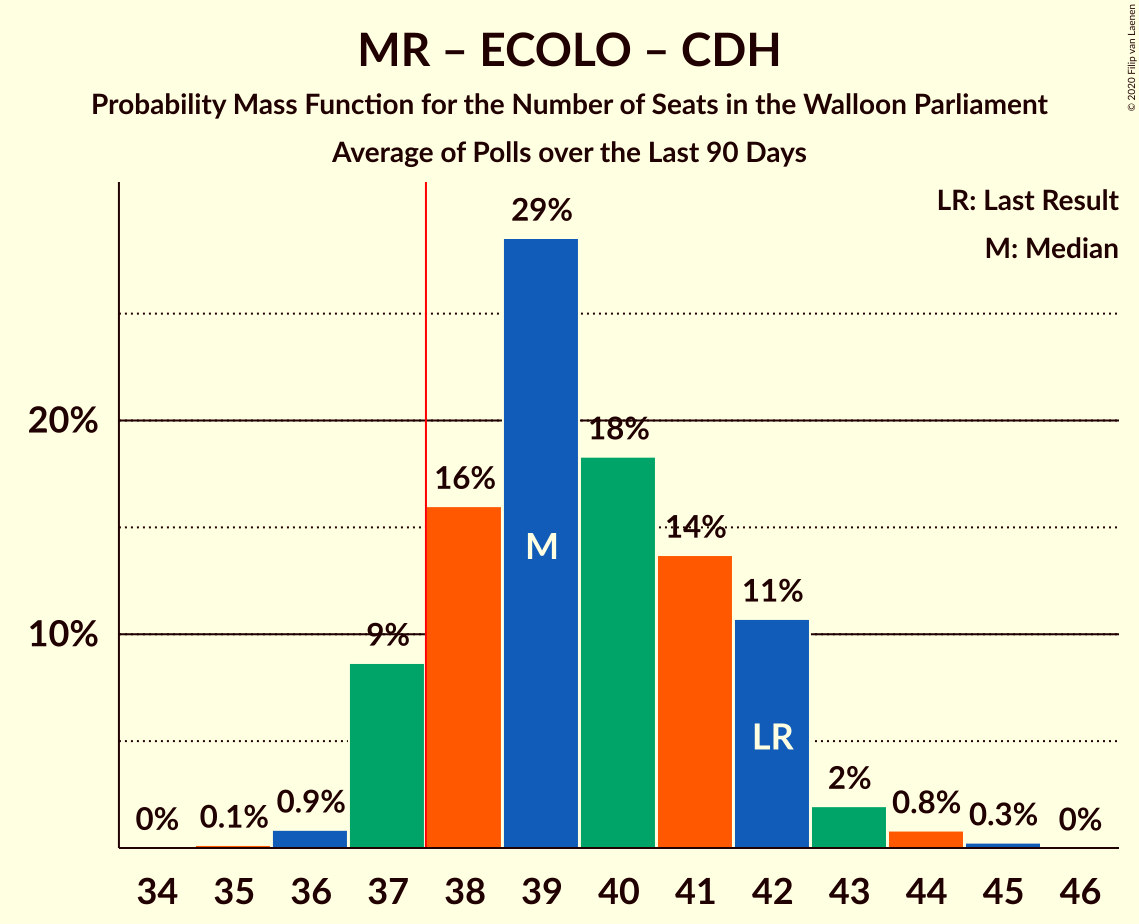 MR – ECOLO – CDH
Probability Mass Function for the Number of Seats in the Walloon Parliament
Average of Polls over the Last 90 Days
© 2020 Filip van Laenen
LR: Last Result
M: Median
20%
10%
0%
0.1%
0.9%
9%
16%
29%
18%
14%
11%
2%
0.8%
0.3%
0%
M
LR
34 35 36 37 38 39 40 41 42 43 44 45 46